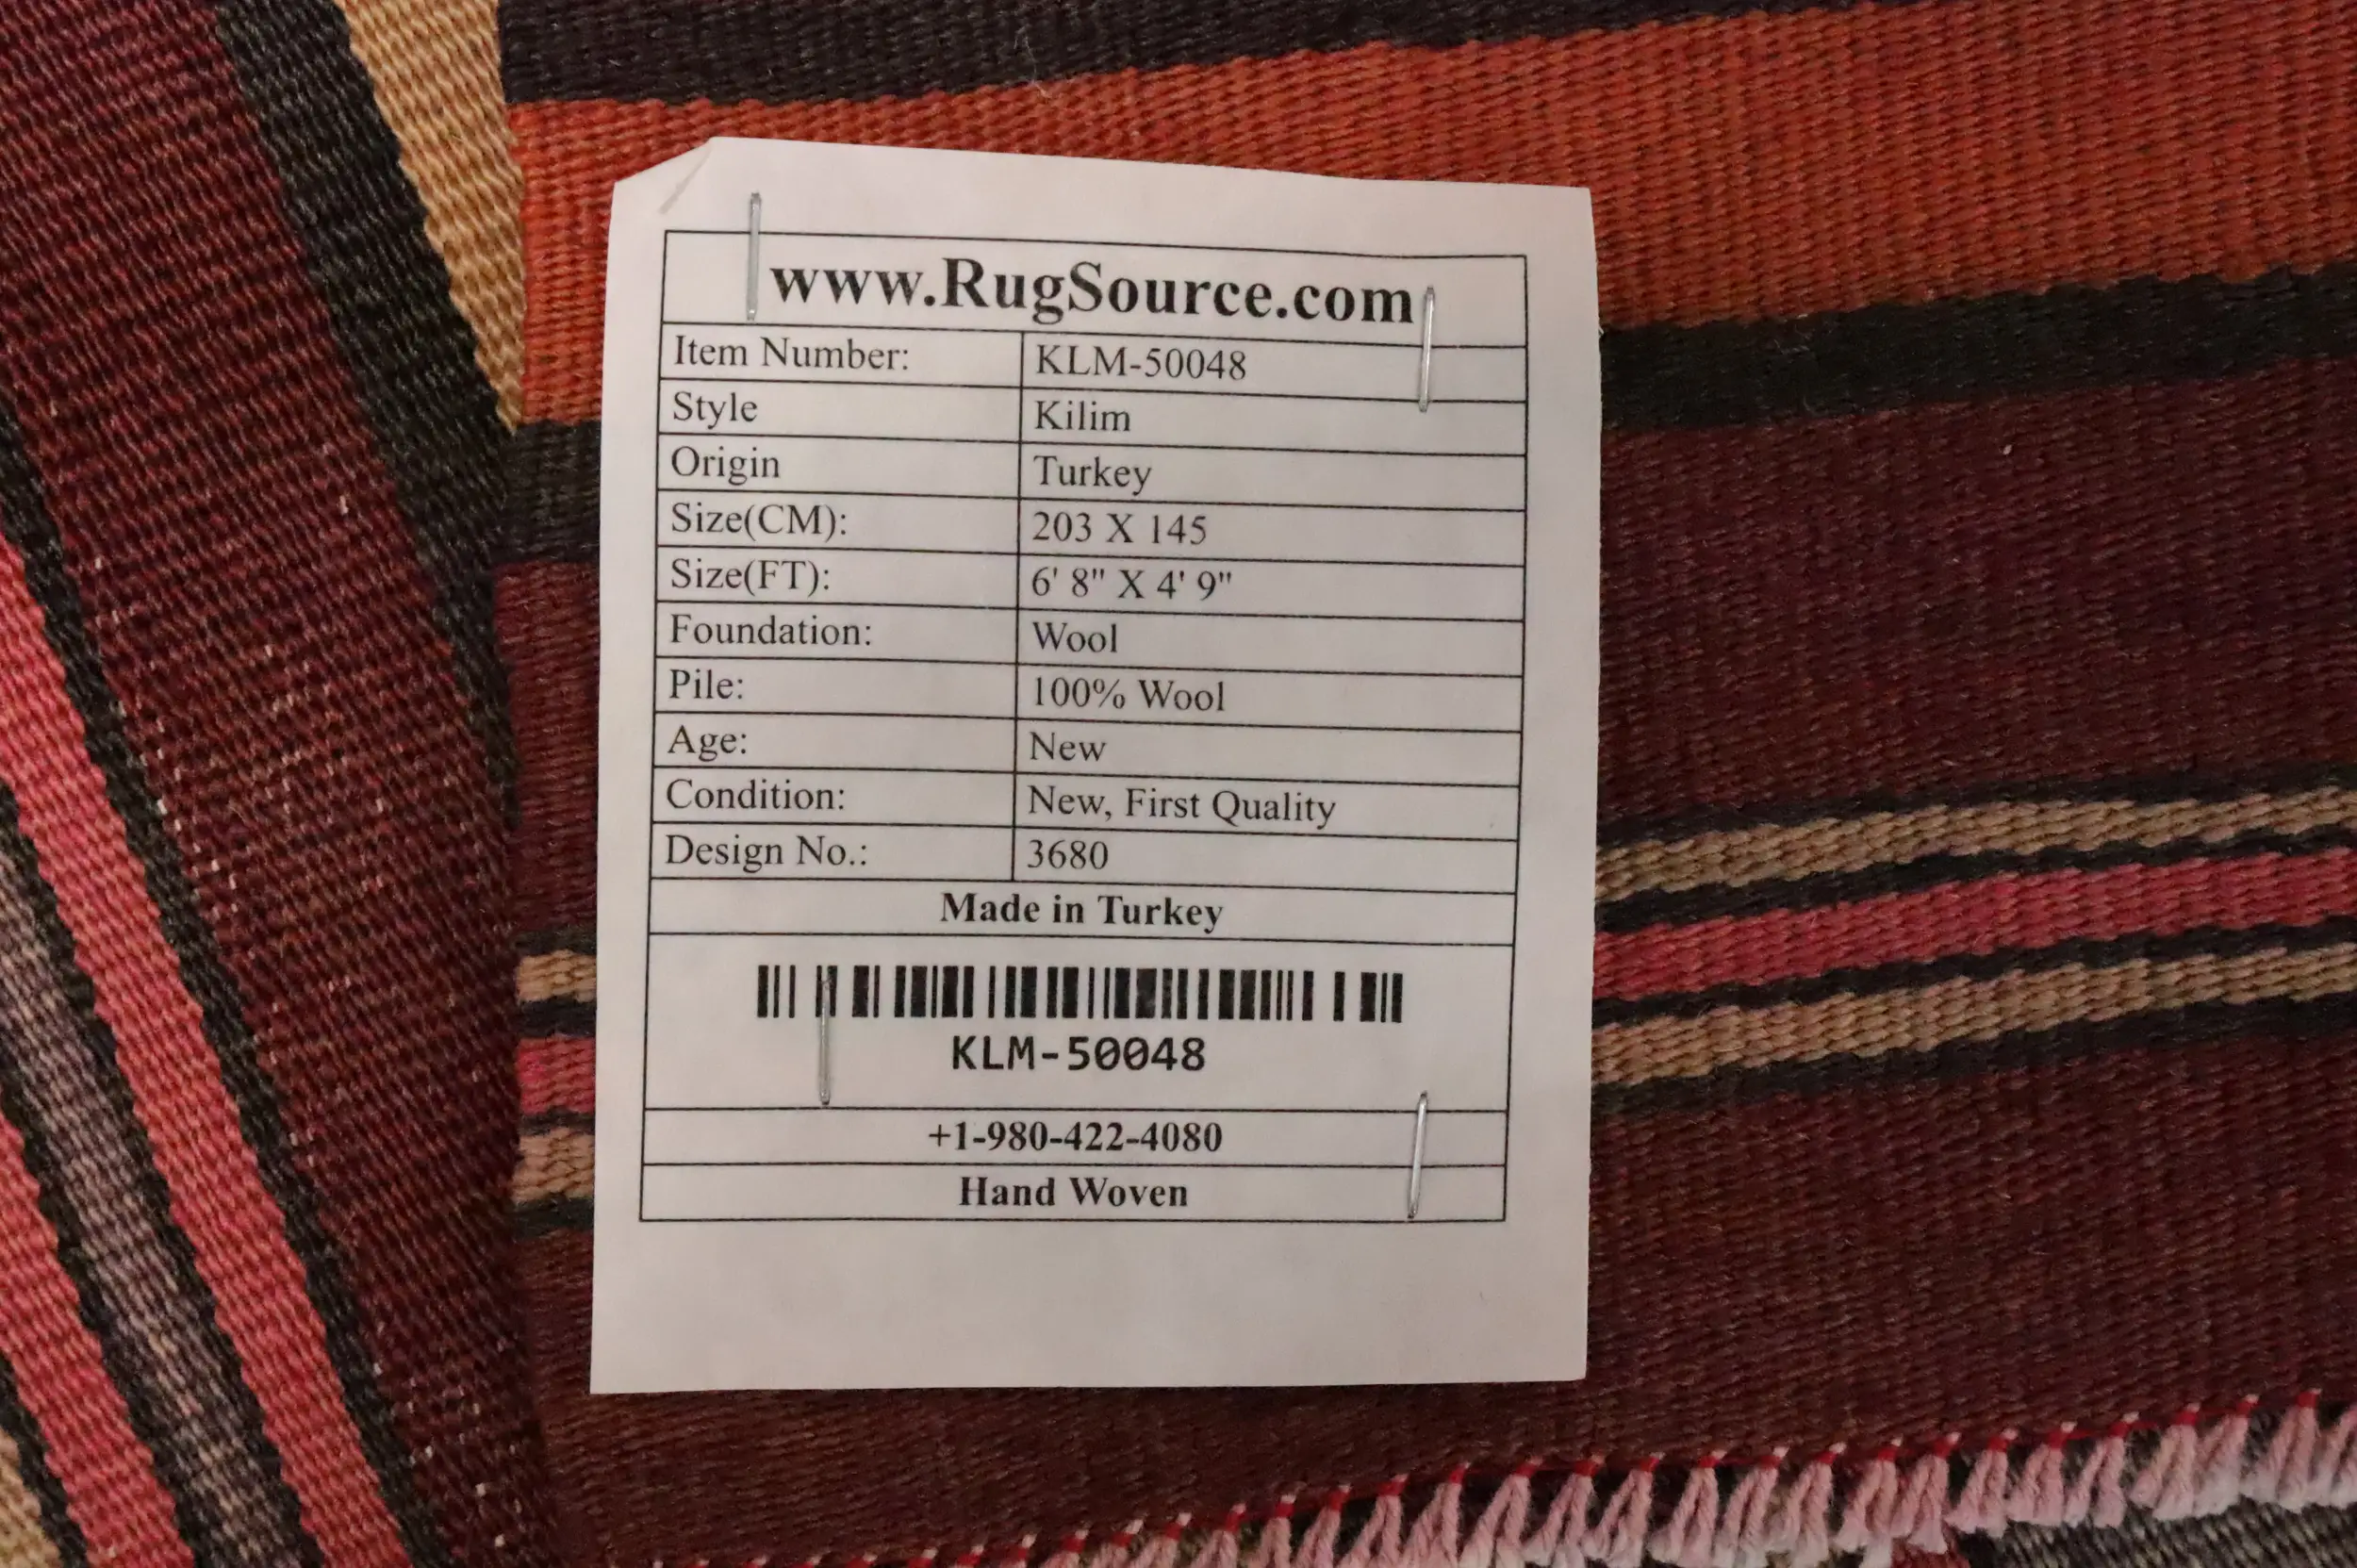 www.RugSource.com
Item Number: KLM-50048
Style Kilim
Origin Turkey
Size(CM): 203 X 145
Size(FT): 6' 8" X 4' 9"
Foundation: Wool
Pile: 100% Wool
Age: New
Condition: New, First Quality
Design No.: 3680
Made in Turkey
KLM-50048
+1-980-422-4080
Hand Woven